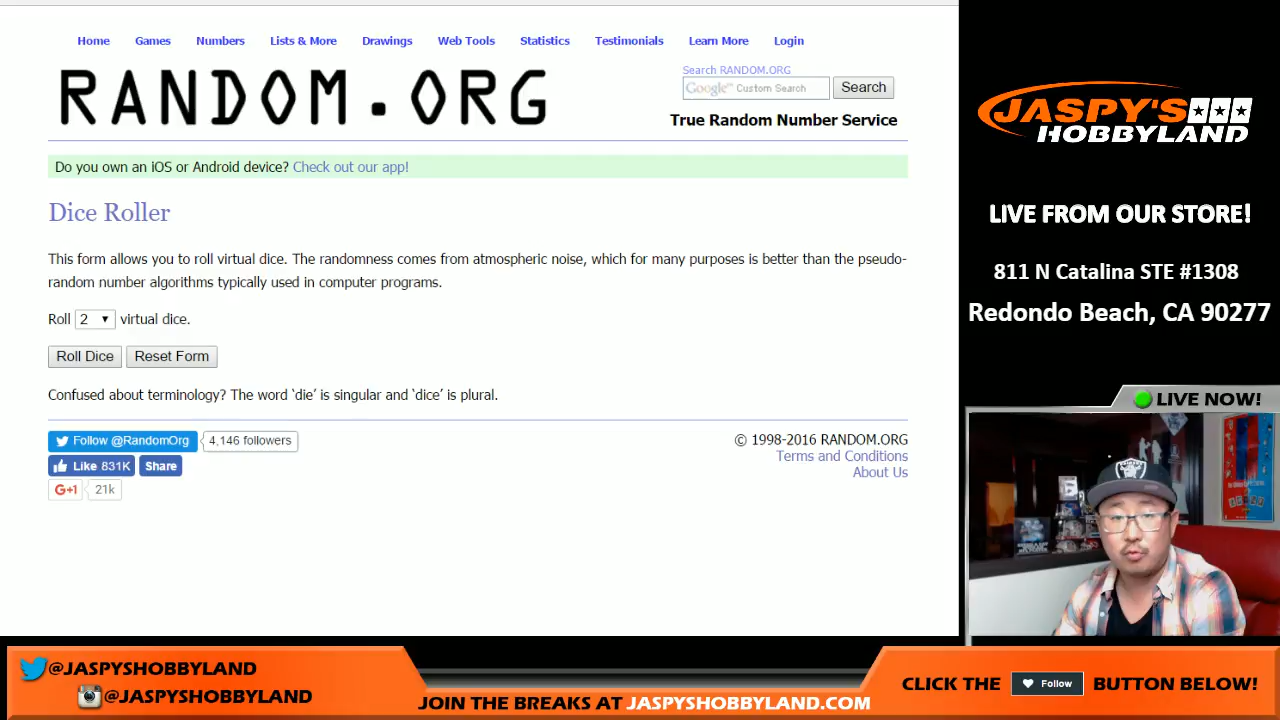 Home Games Numbers Lists & More Drawings Web Tools Statistics Testimonials Learn More Login
RANDOM.ORG
Search RANDOM.ORG
Google™ Custom Search Search
True Random Number Service
Do you own an iOS or Android device? Check out our app!
Dice Roller
This form allows you to roll virtual dice. The randomness comes from atmospheric noise, which for many purposes is better than the pseudo-
random number algorithms typically used in computer programs.
Roll 2 virtual dice.
Roll Dice Reset Form
Confused about terminology? The word ‘die’ is singular and ‘dice’ is plural.
Follow @RandomOrg 4,146 followers
Like 831K Share
G+1 21k
© 1998-2016 RANDOM.ORG
Terms and Conditions
About Us
JASPY'S
HOBBYLAND
LIVE FROM OUR STORE!
811 N Catalina STE #1308
Redondo Beach, CA 90277
LIVE NOW!
@JASPYSHOBBYLAND
@JASPYSHOBBYLAND
JOIN THE BREAKS AT JASPYSHOBBYLAND.COM
CLICK THE Follow BUTTON BELOW!